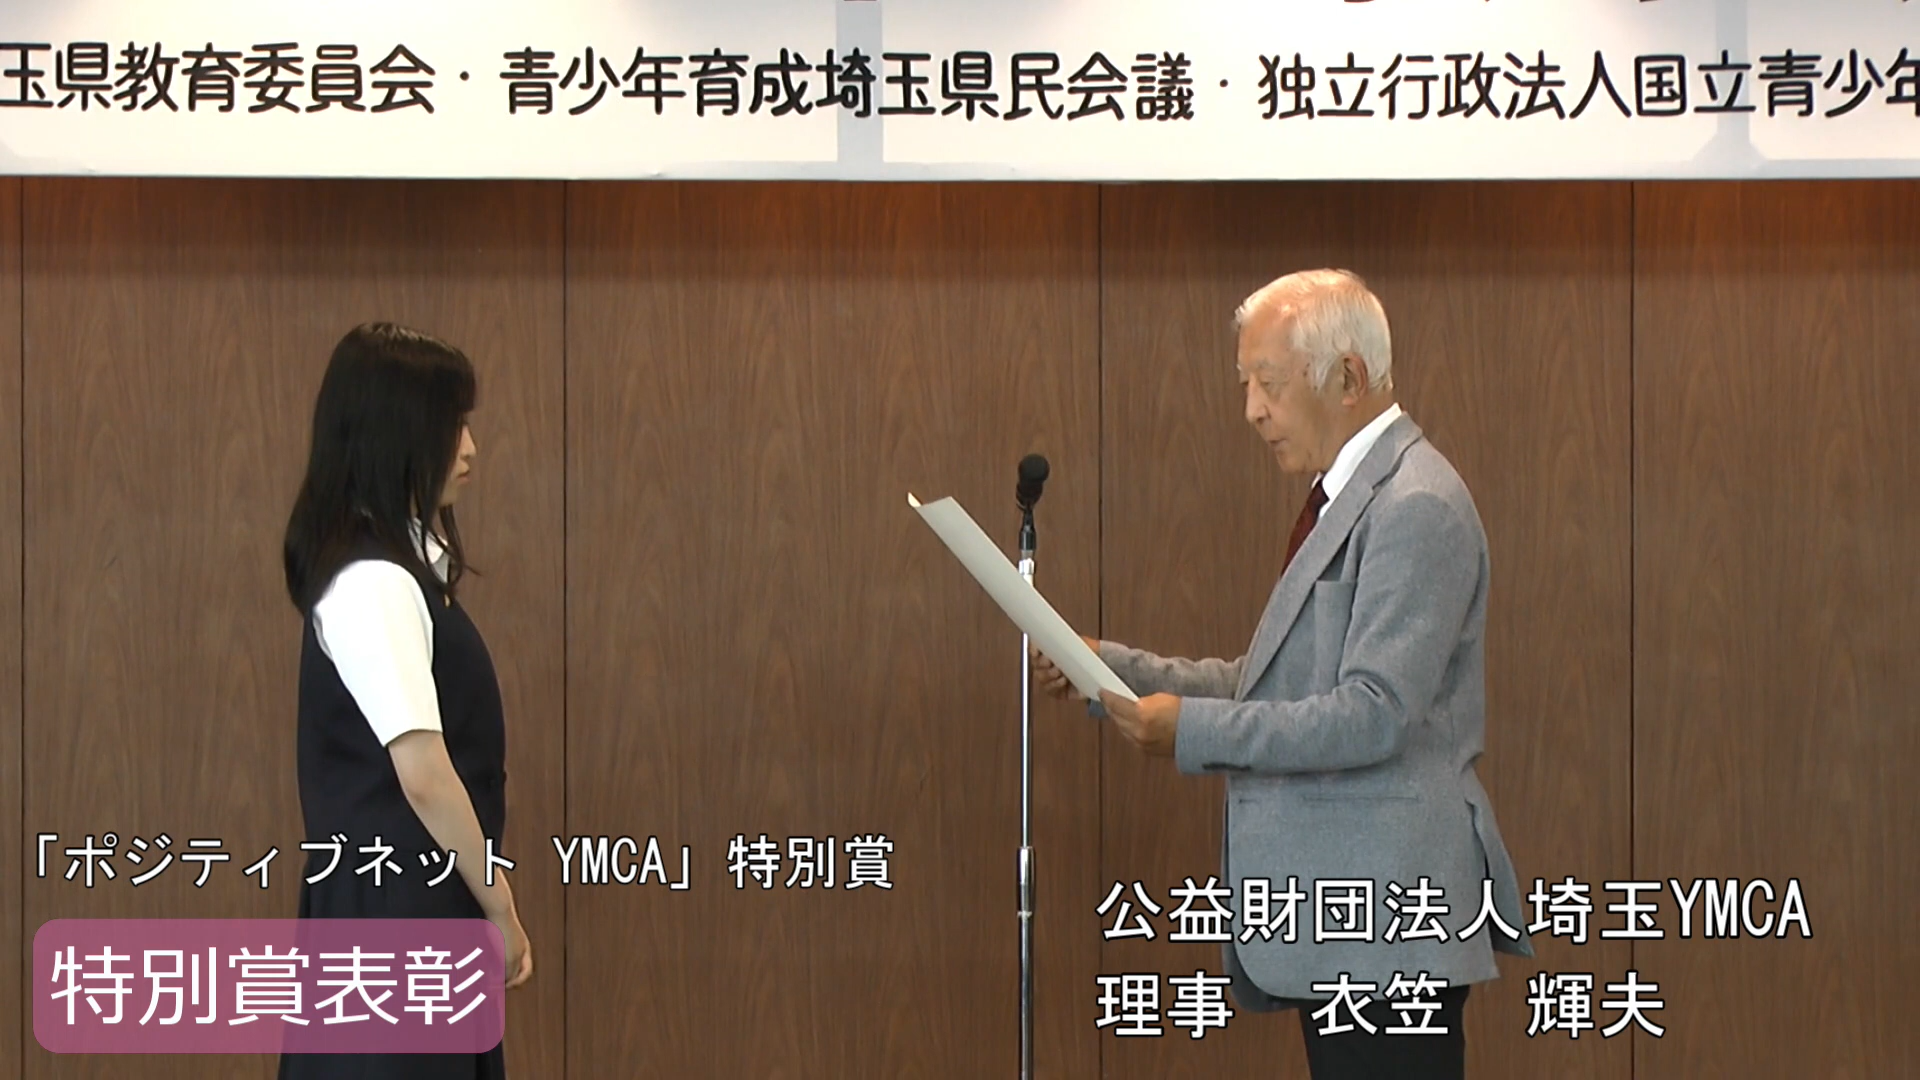 玉県教育委員会・青少年育成埼玉県民会議・独立行政法人国立青少年
「ポジティブネット YMCA」特別賞
特別賞表彰
公益財団法人埼玉YMCA
理事 衣笠 輝夫